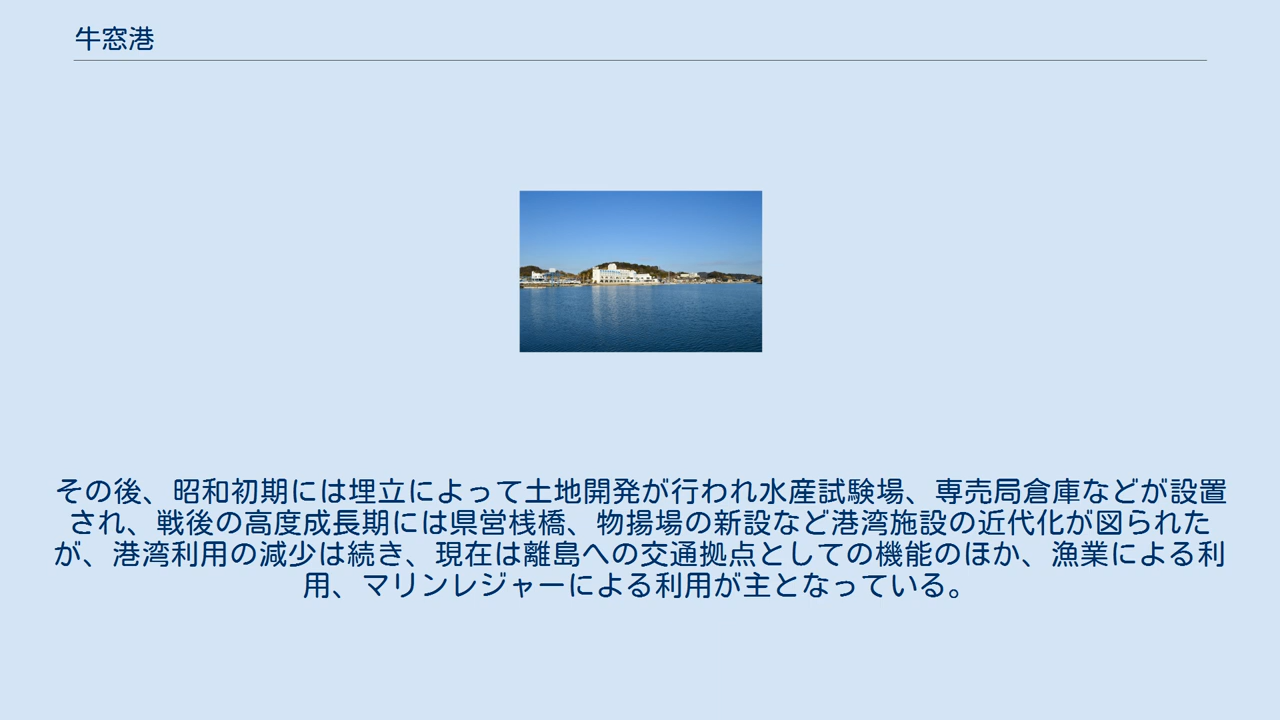 牛窓港
その後、昭和初期には埋立によって土地開発が行われ水産試験場、専売局倉庫などが設置
され、戦後の高度成長期には県営桟橋、物揚場の新設など港湾施設の近代化が図られた
が、港湾利用の減少は続き、現在は離島への交通拠点としての機能のほか、漁業による利
用、マリンレジャーによる利用が主となっている。